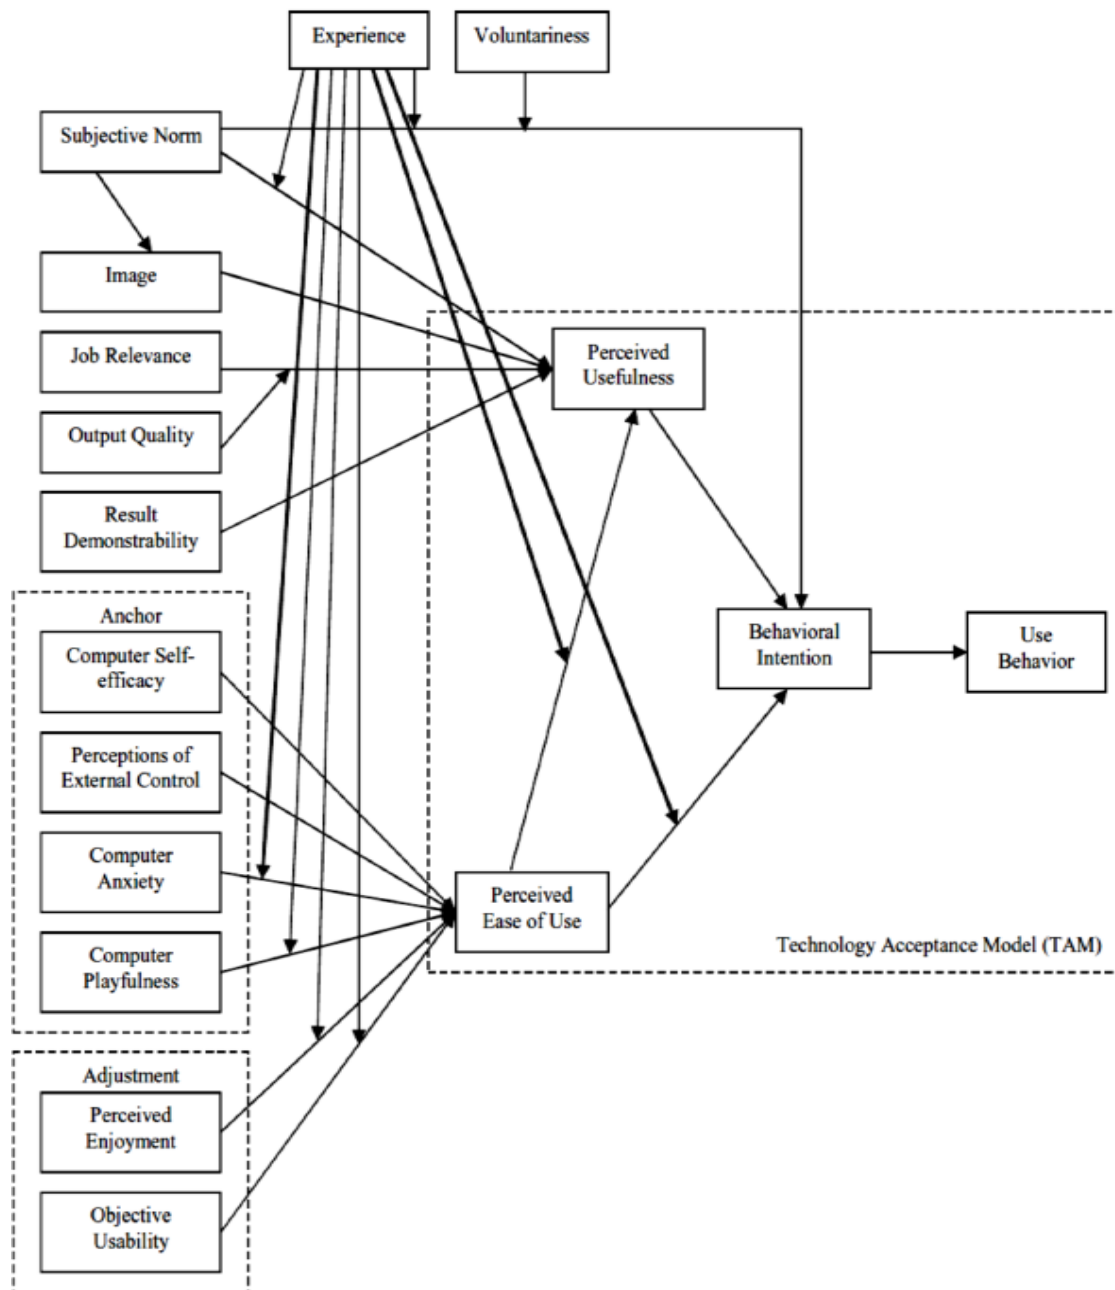 Experience
Voluntariness
Subjective Norm
Image
Job Relevance
Output Quality
Result
Demonstrability
Perceived
Usefulness
Anchor
Computer Self-
efficacy
Perceptions of
External Control
Computer
Anxiety
Computer
Playfulness
Behavioral
Intention
Use
Behavior
Perceived
Ease of Use
Technology Acceptance Model (TAM)
Adjustment
Perceived
Enjoyment
Objective
Usability